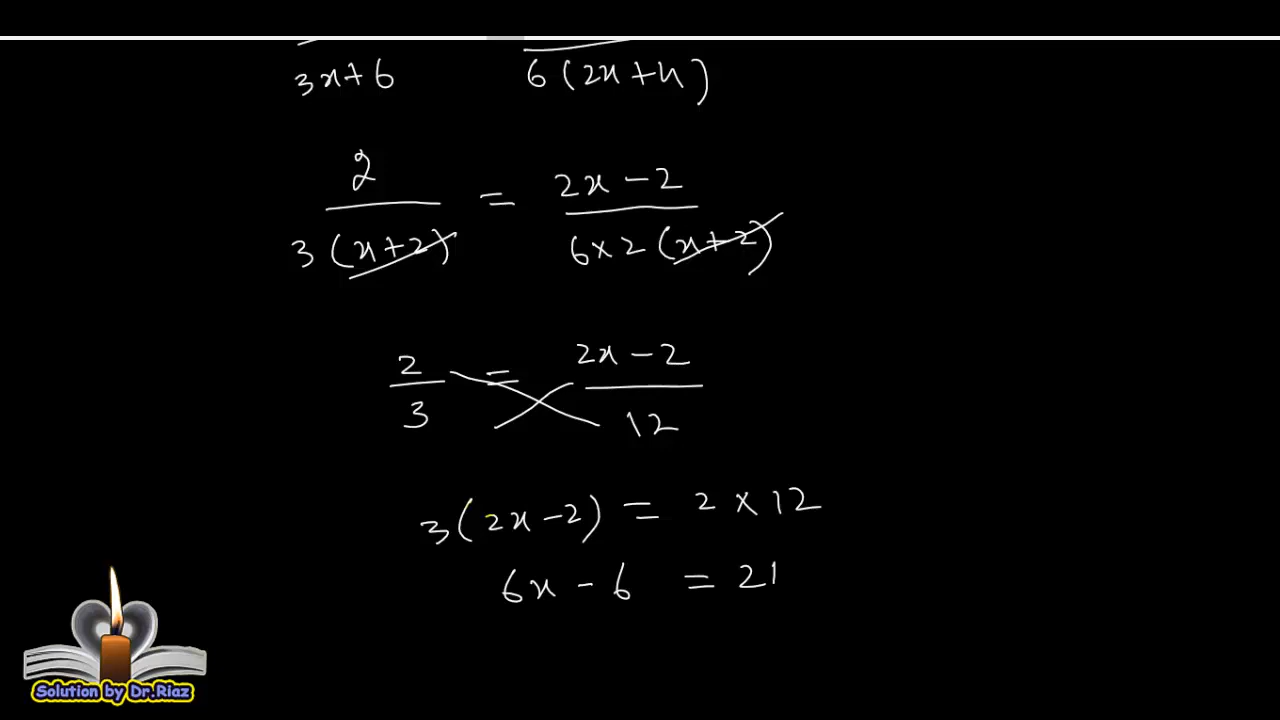 3x+6 6(2x+4)
2 = 2x-2
3(x+2) 6×2(x+2)
2 = 2x-2
3 12
3(2x-2) = 2×12
6x-6 = 21
Solution by Dr.Riaz